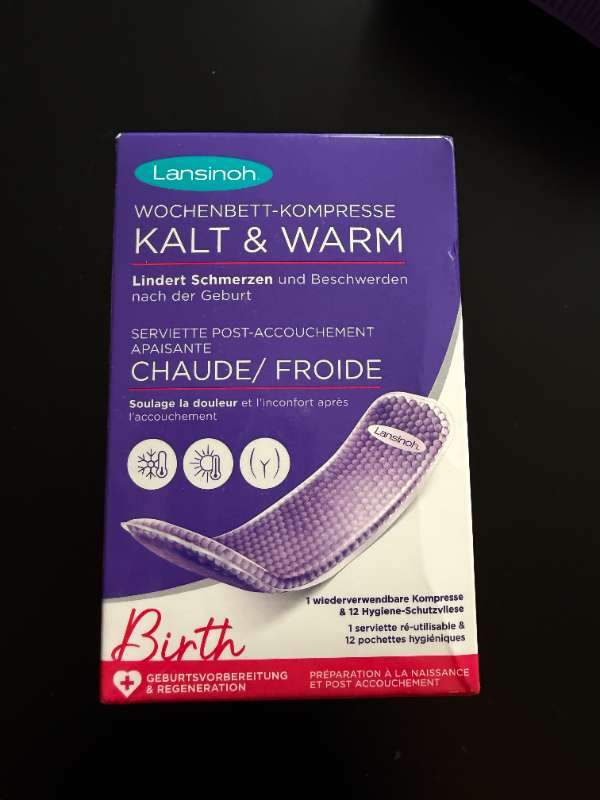 Lansinoh
WOCHENBETT-KOMPRESSE
KALT & WARM
Lindert Schmerzen und Beschwerden
nach der Geburt
SERVIETTE POST-ACCOUCHEMENT
APAISANTE
CHAUDE/ FROIDE
Soulage la douleur et l'inconfort après
l'accouchement
Lansinoh
1 wiederverwendbare Kompresse
& 12 Hygiene-Schutzvliese
1 serviette ré-utilisable &
12 pochettes hygiéniques
Birth
GEBURTSVORBEREITUNG
& REGENERATION
PRÉPARATION À LA NAISSANCE
ET POST ACCOUCHEMENT